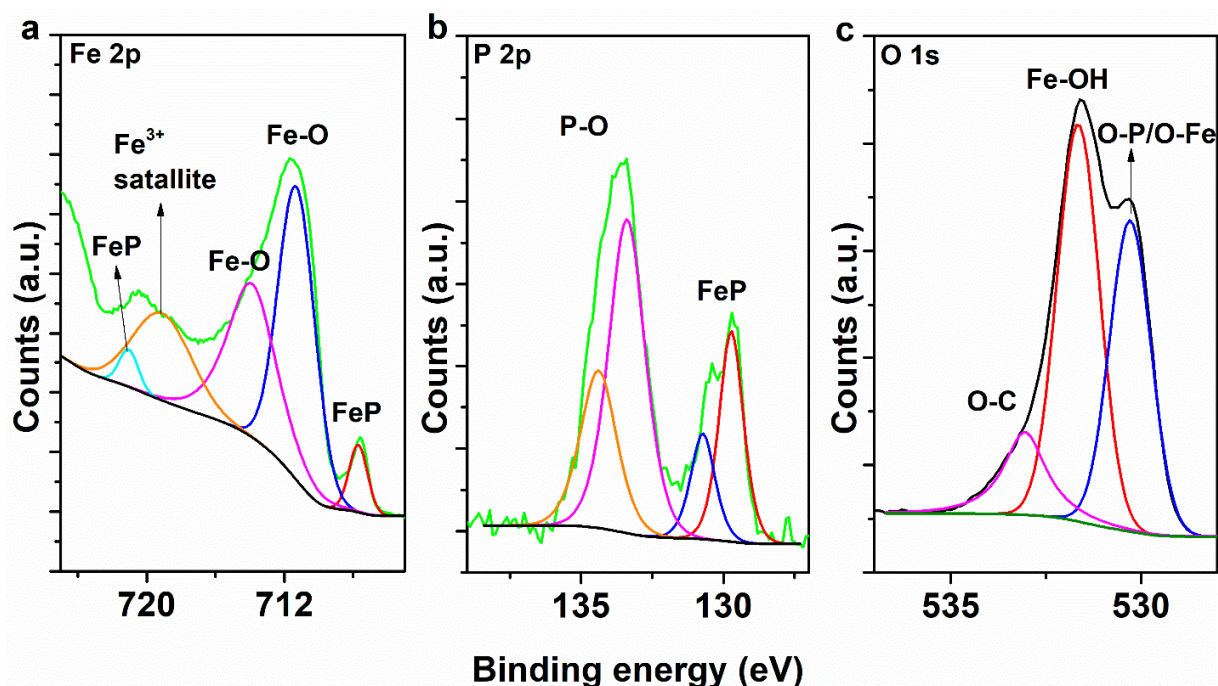 a
Fe 2p
Counts (a.u.)
FeP
Fe3+
satallite
Fe-O
Fe-O
FeP
720
712
b
P 2p
Counts (a.u.)
P-O
FeP
135
130
c
O 1s
Counts (a.u.)
O-C
Fe-OH
O-P/O-Fe
535
530
Binding energy (eV)